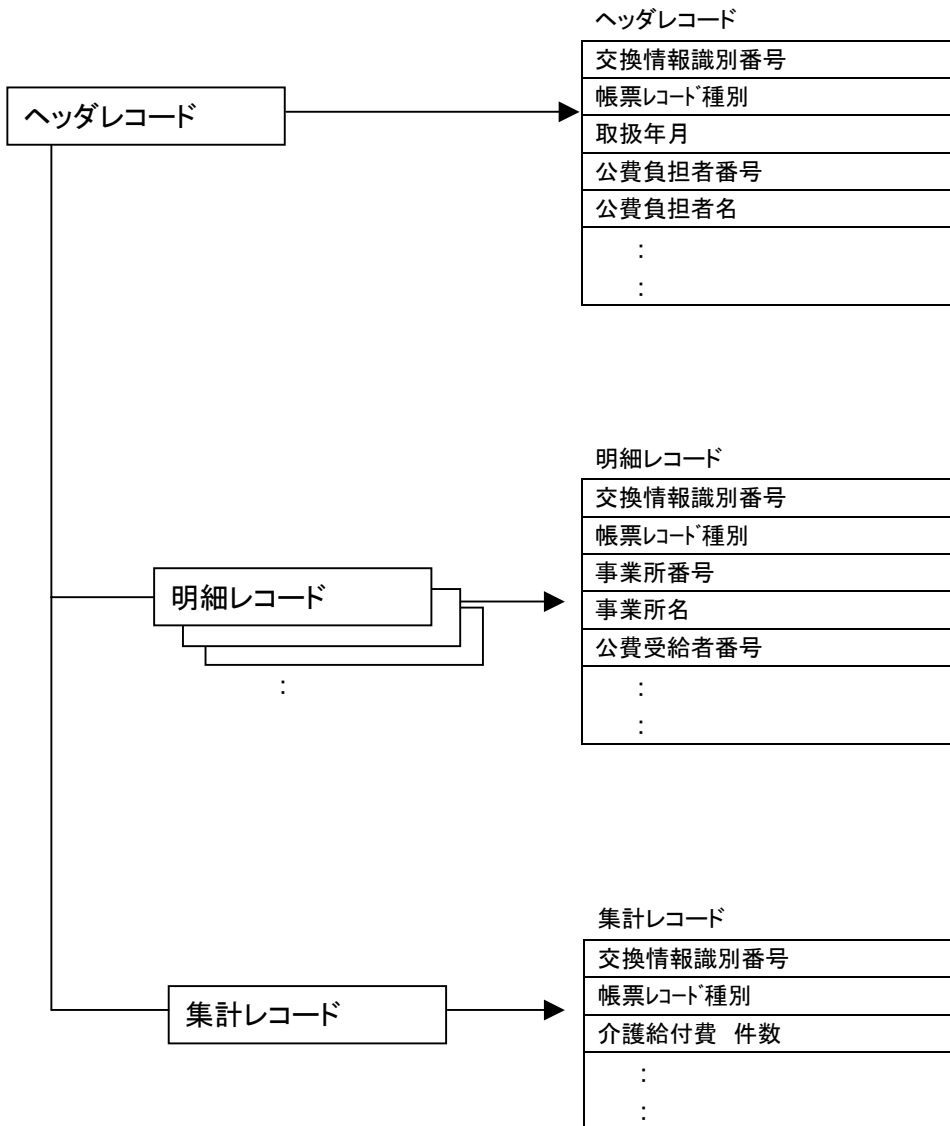 ヘッダレコード
ヘッダレコード
交換情報識別番号
帳票ﾚｺｰﾄﾞ種別
取扱年月
公費負担者番号
公費負担者名
:
:
明細レコード
:
明細レコード
交換情報識別番号
帳票ﾚｺｰﾄﾞ種別
事業所番号
事業所名
公費受給者番号
:
:
集計レコード
集計レコード
交換情報識別番号
帳票ﾚｺｰﾄﾞ種別
介護給付費　件数
:
: